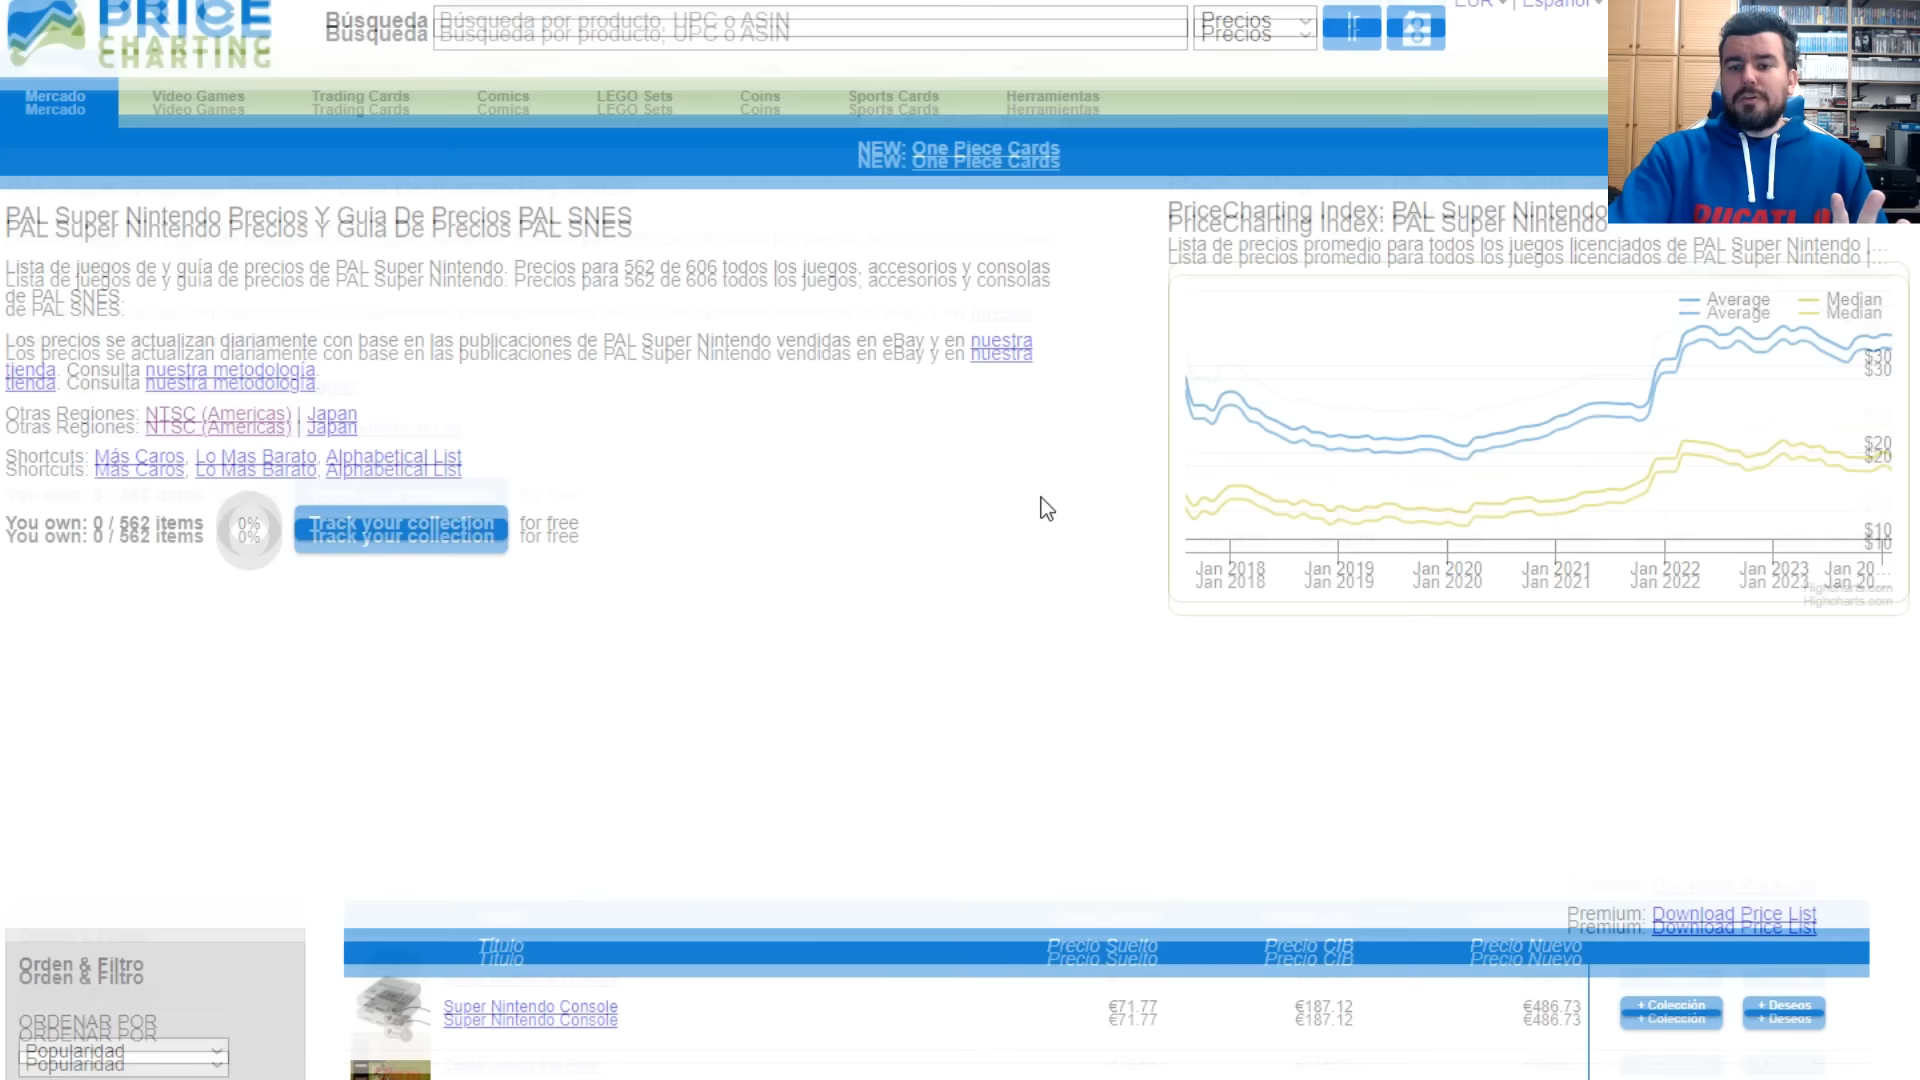 EUR | Español
PRICE
CHARTING
Búsqueda
Búsqueda por producto, UPC o ASIN
Precios
Ir
Mercado
Video Games
Trading Cards
Comics
LEGO Sets
Coins
Sports Cards
Herramientas
NEW: One Piece Cards
DUCATI
PAL Super Nintendo Precios Y Guia De Precios PAL SNES
Lista de juegos de y guía de precios de PAL Super Nintendo. Precios para 562 de 606 todos los juegos, accesorios y consolas
de PAL SNES.
Los precios se actualizan diariamente con base en las publicaciones de PAL Super Nintendo vendidas en eBay y en nuestra
tienda. Consulta nuestra metodología.
Otras Regiones: NTSC (Americas) | Japan
Shortcuts: Más Caros, Lo Mas Barato, Alphabetical List
You own: 0 / 562 items
0%
Track your collection
for free
PriceCharting Index: PAL Super Nintendo
Lista de precios promedio para todos los juegos licenciados de PAL Super Nintendo |...
Average
Median
$30
$20
$10
Jan 2018
Jan 2019
Jan 2020
Jan 2021
Jan 2022
Jan 2023
Jan 20...
Highcharts.com
Premium: Download Price List
Orden & Filtro
ORDENAR POR
Popularidad
Título
Precio Suelto
Precio CIB
Precio Nuevo
Super Nintendo Console
€71.77
€187.12
€486.73
+ Colección
+ Deseos